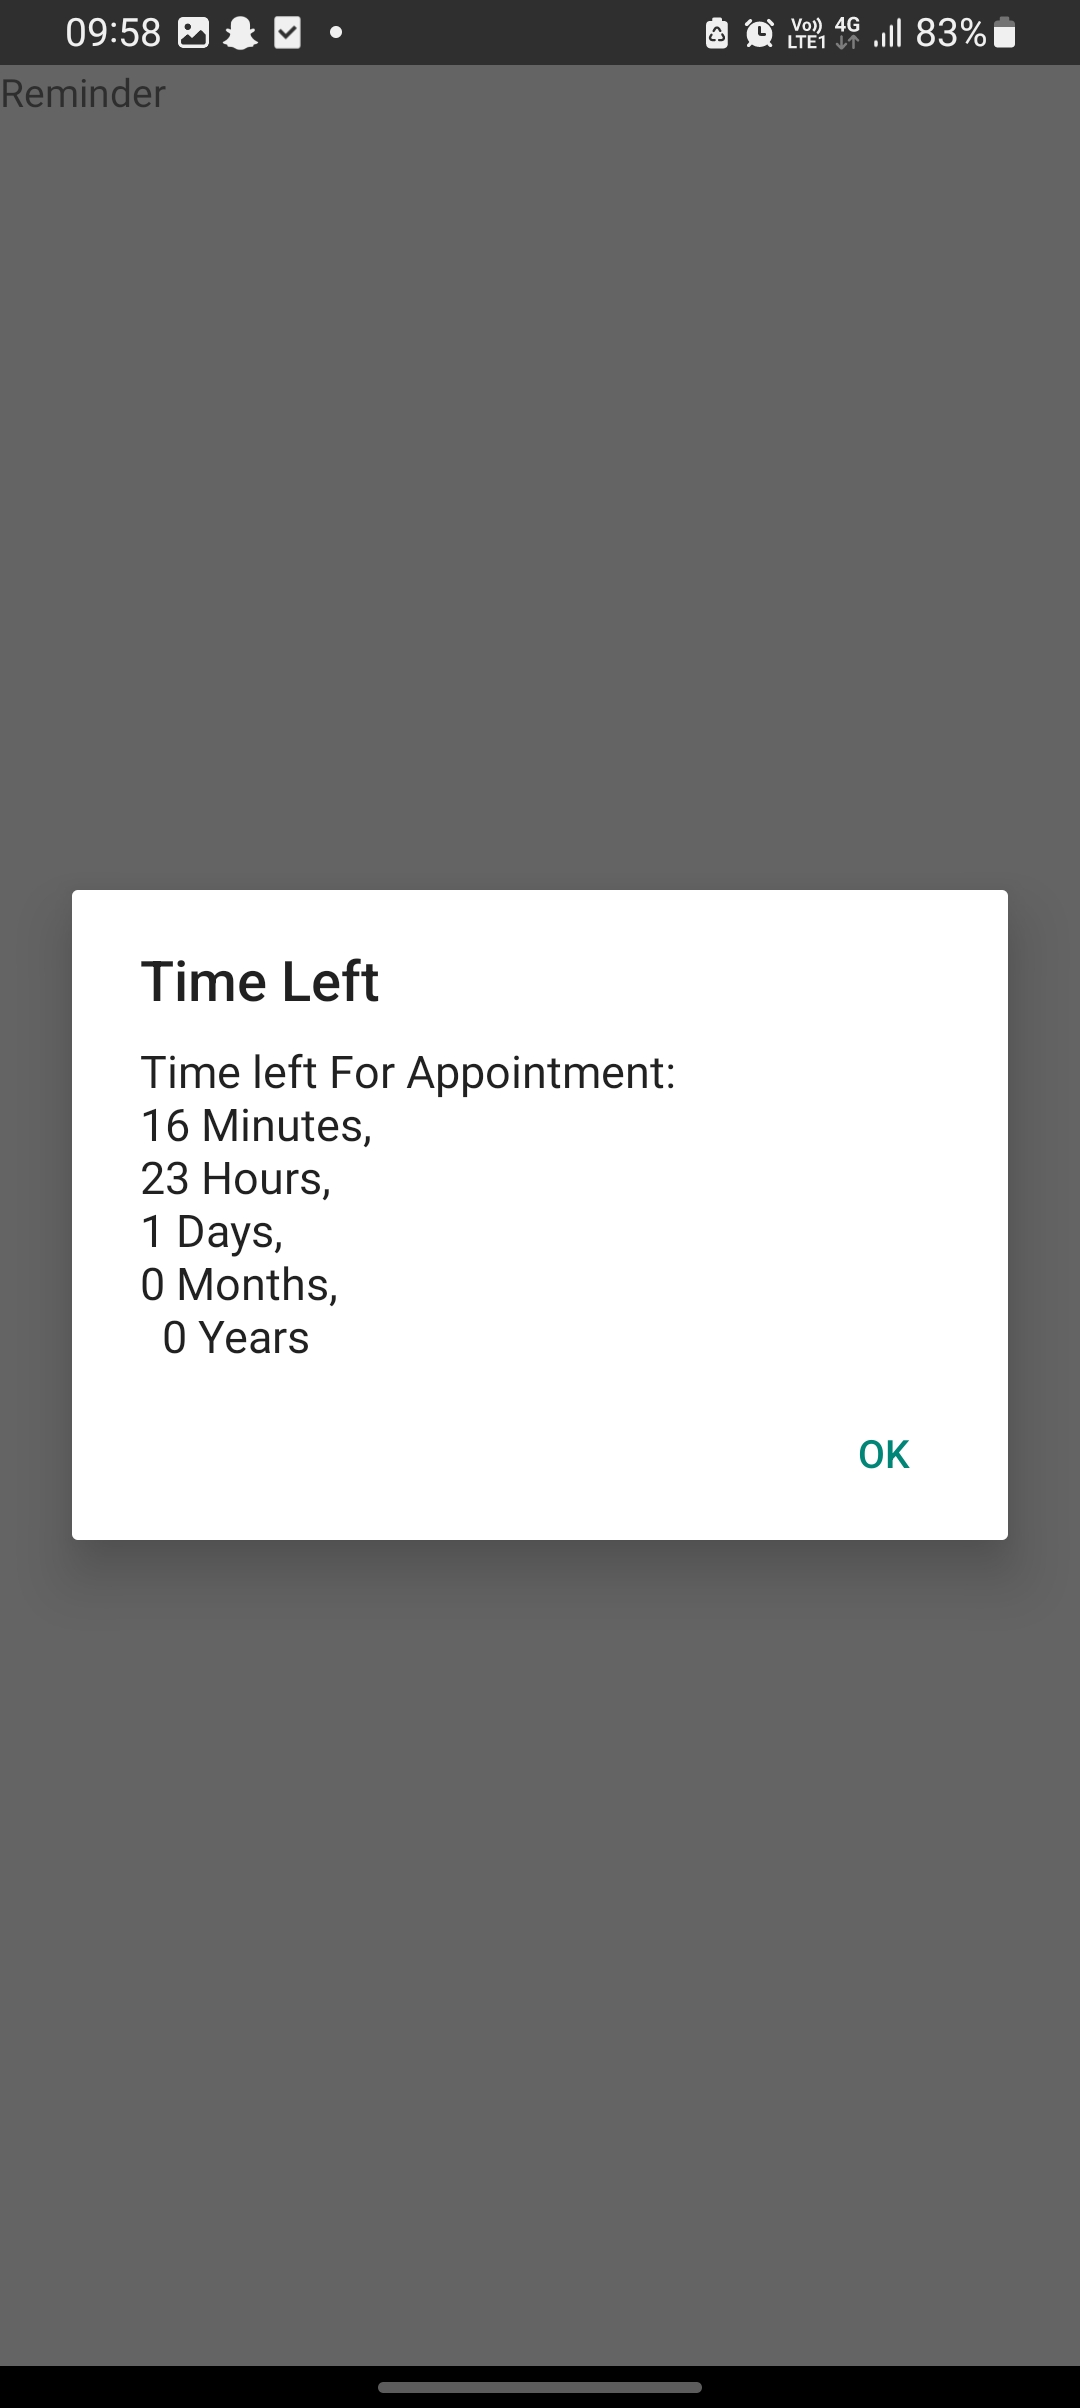 09:58 Vo)) LTE1 4G 83%
Reminder
Time Left
Time left For Appointment:
16 Minutes,
23 Hours,
1 Days,
0 Months,
0 Years
OK